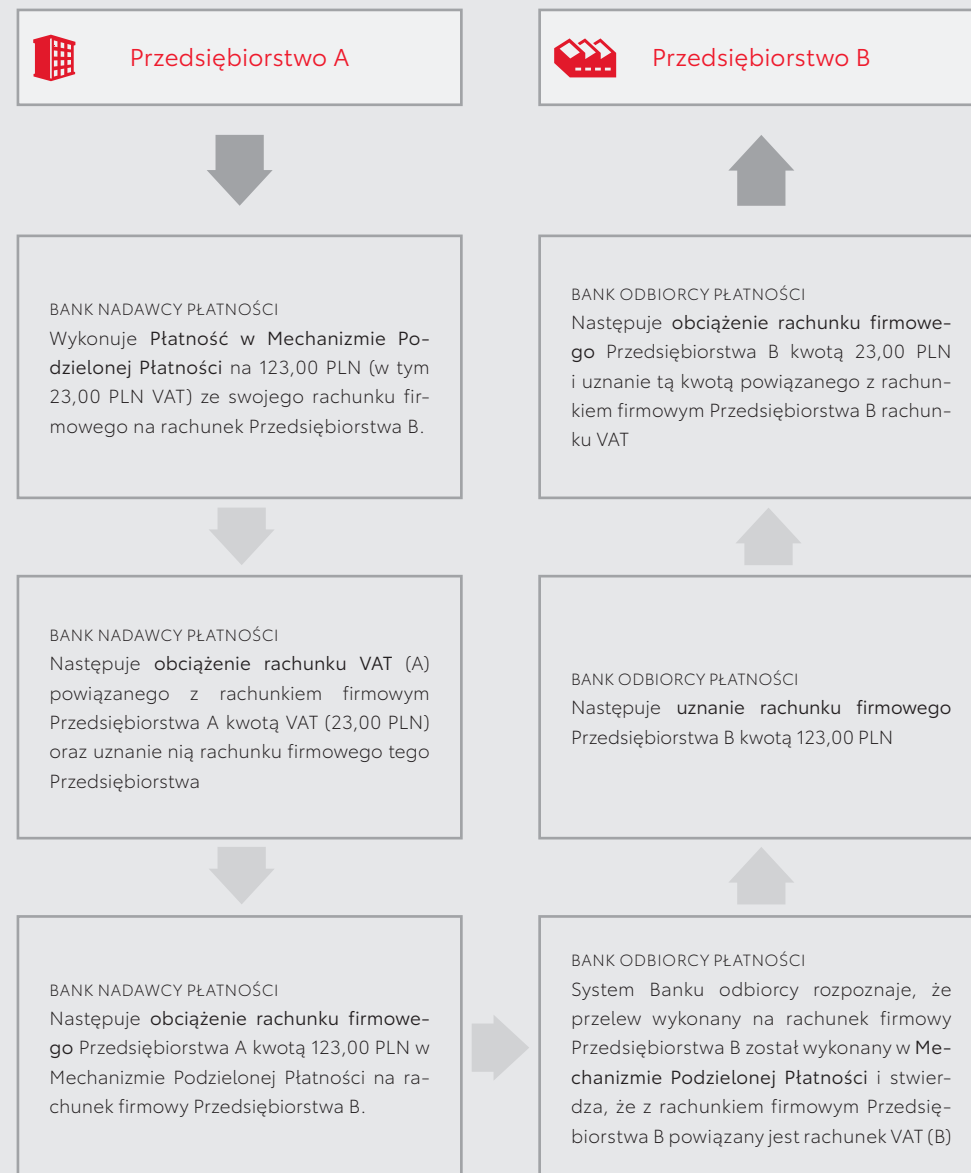 Przedsiębiorstwo A
BANK NADAWCY PŁATNOŚCI
Wykonuje Płatność w Mechanizmie Po-
dzielonej Płatności na 123,00 PLN (w tym
23,00 PLN VAT) ze swojego rachunku fir-
mowego na rachunek Przedsiębiorstwa B.
BANK NADAWCY PŁATNOŚCI
Następuje obciążenie rachunku VAT (A)
powiązanego z rachunkiem firmowym
Przedsiębiorstwa A kwotą VAT (23,00 PLN)
oraz uznanie nią rachunku firmowego tego
Przedsiębiorstwa
BANK NADAWCY PŁATNOŚCI
Następuje obciążenie rachunku firmowe-
go Przedsiębiorstwa A kwotą 123,00 PLN w
Mechanizmie Podzielonej Płatności na ra-
chunek firmowy Przedsiębiorstwa B.
BANK ODBIORCY PŁATNOŚCI
System Banku odbiorcy rozpoznaje, że
przelew wykonany na rachunek firmowy
Przedsiębiorstwa B został wykonany w Me-
chanizmie Podzielonej Płatności i stwier-
dza, że z rachunkiem firmowym Przedsię-
biorstwa B powiązany jest rachunek VAT (B)
BANK ODBIORCY PŁATNOŚCI
Następuje uznanie rachunku firmowego
Przedsiębiorstwa B kwotą 123,00 PLN
BANK ODBIORCY PŁATNOŚCI
Następuje obciążenie rachunku firmowe-
go Przedsiębiorstwa B kwotą 23,00 PLN
i uznanie tą kwotą powiązanego z rachun-
kiem firmowym Przedsiębiorstwa B rachun-
ku VAT
Przedsiębiorstwo B